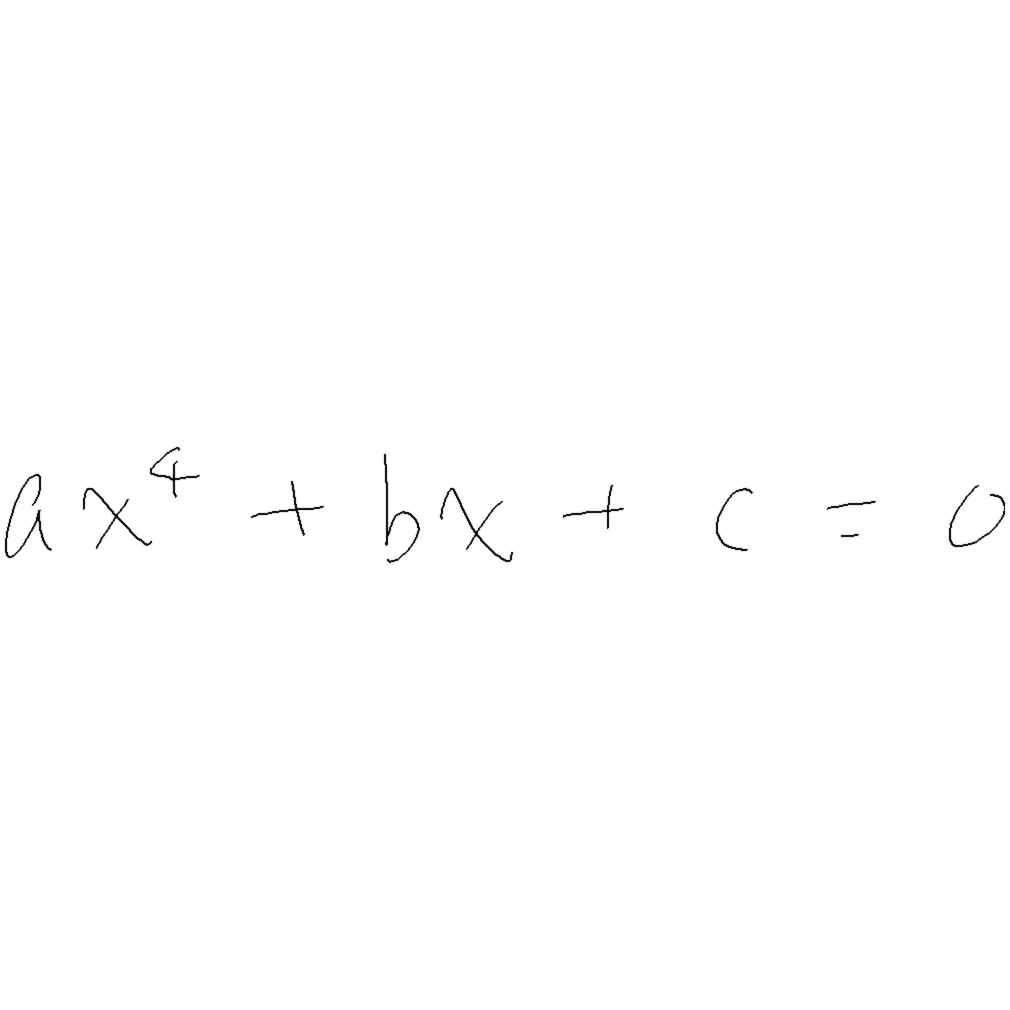 ax⁴ + bx + c = 0